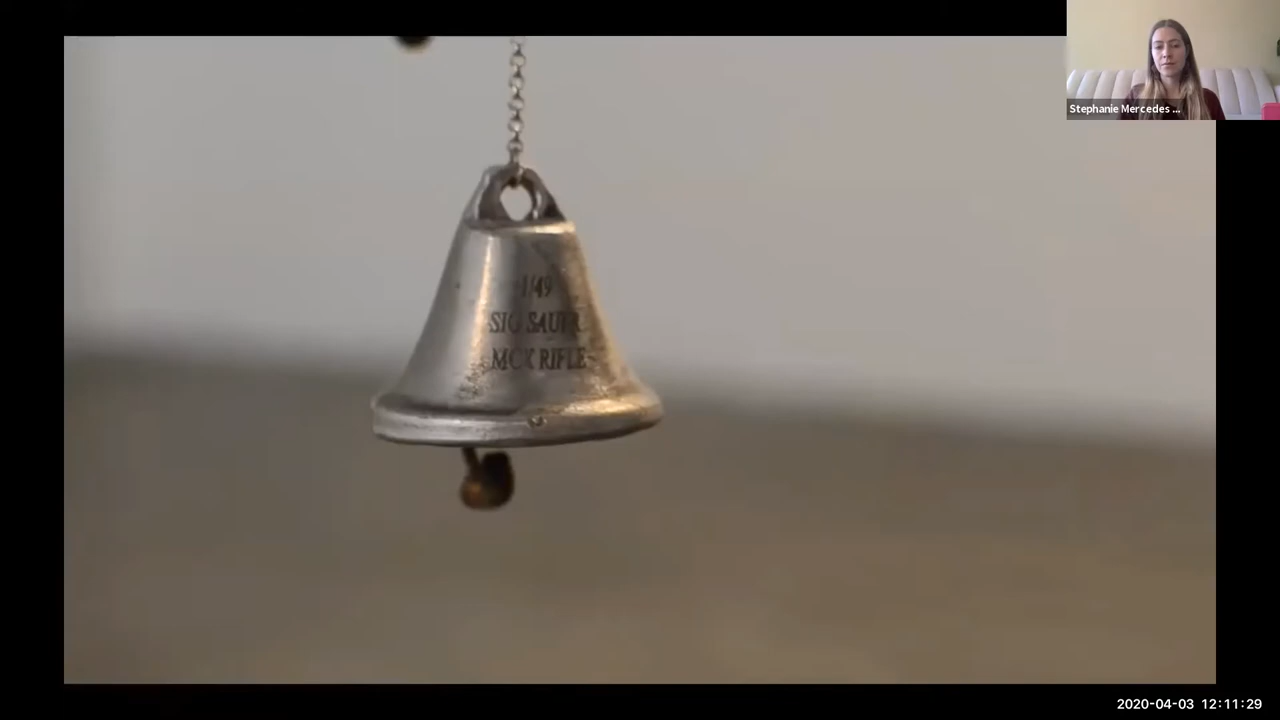 Stephanie Mercedes ...
1/49
SIG SAUER
MCX RIFLE
2020-04-03 12:11:29